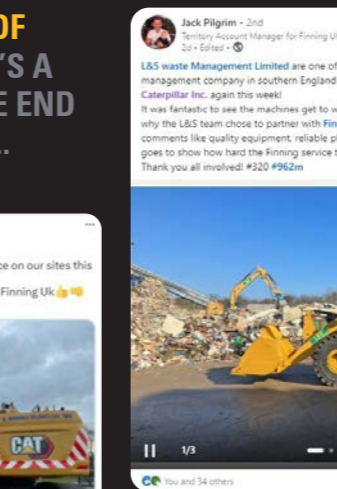 OF
'S A
E END
..
ce on our sites this
Finning Uk
CAT
Jack Pilgrim • 2nd
Territory Account Manager for Finning U
2d • Edited •
L&S waste Management Limited are one of
management company in southern England
Caterpillar Inc. again this week!
It was fantastic to see the machines get to w
why the L&S team chose to partner with Fin
comments like quality equipment, reliable p
goes to show how hard the Finning service t
Thank you all involved! #320 #962m
1/3
You and 34 others